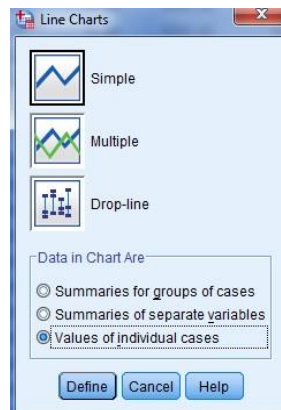 Line Charts
Simple
Multiple
Drop-line
Data in Chart Are
Summaries for groups of cases
Summaries of separate variables
Values of individual cases
Define Cancel Help